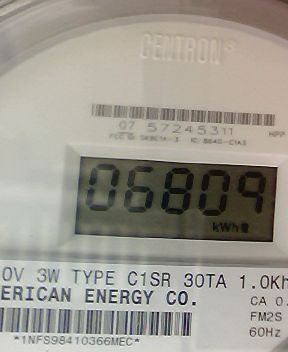 CENTRON®
07 57245311
HPP
06809
kWh
0V 3W TYPE C1SR 30TA 1.0Kh
ERICAN ENERGY CO.
CA 0.
FM2S
60Hz
*1NFS98410366MEC*